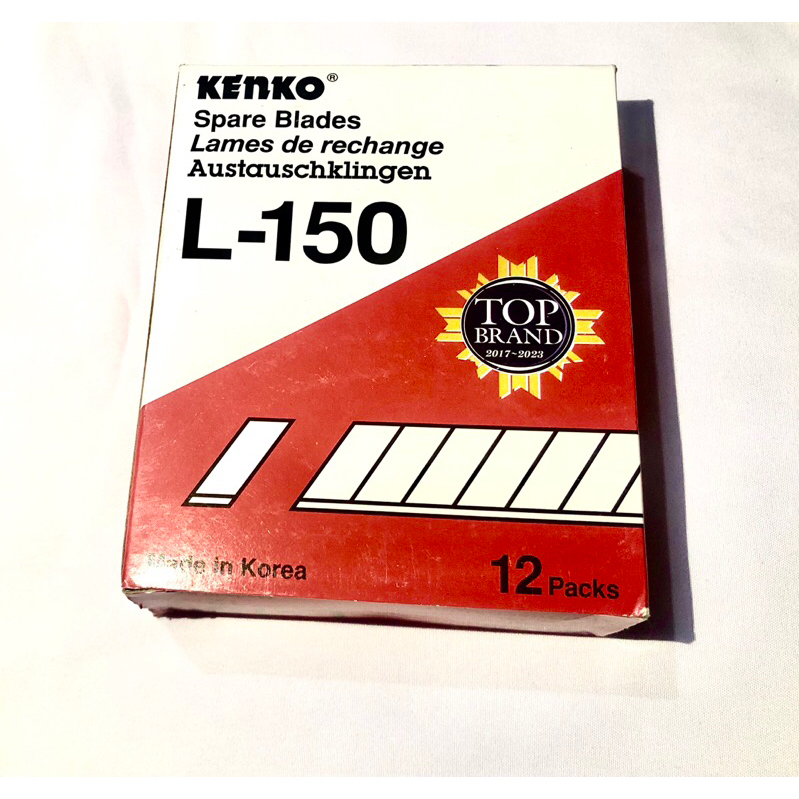 KENKO®
Spare Blades
Lames de rechange
Austauschklingen
L-150
TOP
BRAND
2017~2023
Made in Korea
12 Packs